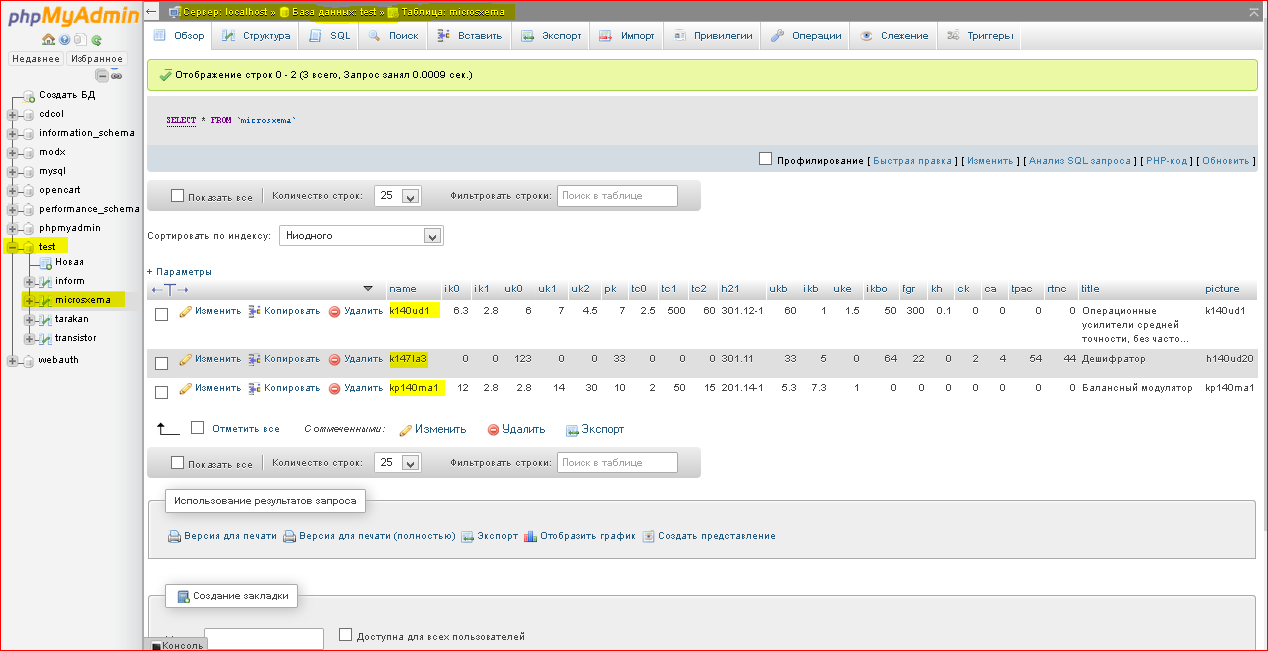 phpMyAdmin
Недавнее Избранное
Создать БД
cdcol
information_schema
modx
mysql
opencart
performance_schema
phpmyadmin
test
Новая
inform
microsxema
tarakan
transistor
webauth
Сервер: localhost » База данных: test » Таблица: microsxema
Обзор Структура SQL Поиск Вставить Экспорт Импорт Привилегии Операции Слежение Триггеры
Отображение строк 0 - 2 (3 всего, Запрос занял 0.0009 сек.)
SELECT * FROM `microsxema`
Профилирование [ Быстрая правка ] [ Изменить ] [ Анализ SQL запроса ] [ PHP-код ] [ Обновить ]
Показать все Количество строк: 25 Фильтровать строки: Поиск в таблице
Сортировать по индексу: Ниодного
+ Параметры
←T→ name ik0 ik1 uk0 uk1 uk2 pk tc0 tc1 tc2 h21 ukb ikb uke ikbo fgr kh ck ca tpac rtnc title picture
Изменить Копировать Удалить k140ud1 6.3 2.8 6 7 4.5 7 2.5 500 60 301.12-1 60 1 1.5 50 300 0.1 0 0 0 0 Операционные k140ud1
усилители средней
точности, без часто...
Изменить Копировать Удалить k147la3 0 0 123 0 0 33 0 0 0 301.11 33 5 0 64 22 0 2 4 54 44 Дешифратор h140ud20
Изменить Копировать Удалить kp140ma1 12 2.8 2.8 14 30 10 2 50 15 201.14-1 5.3 7.3 1 0 0 0 0 0 0 0 Балансный модулятор kp140ma1
Отметить все С отмеченными: Изменить Удалить Экспорт
Показать все Количество строк: 25 Фильтровать строки: Поиск в таблице
Использование результатов запроса
Версия для печати Версия для печати (полностью) Экспорт Отобразить график Создать представление
Создание закладки
Доступна для всех пользователей
Консоль